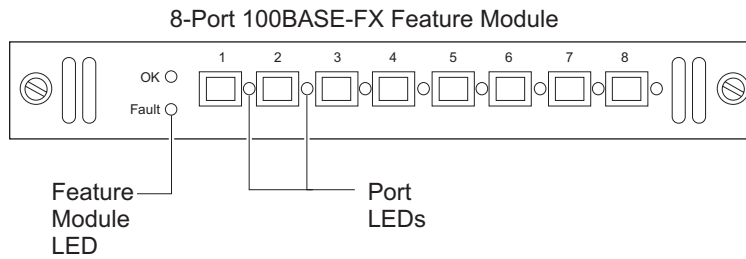 8-Port 100BASE-FX Feature Module
1 2 3 4 5 6 7 8
OK
Fault
Feature
Module
LED
Port
LEDs